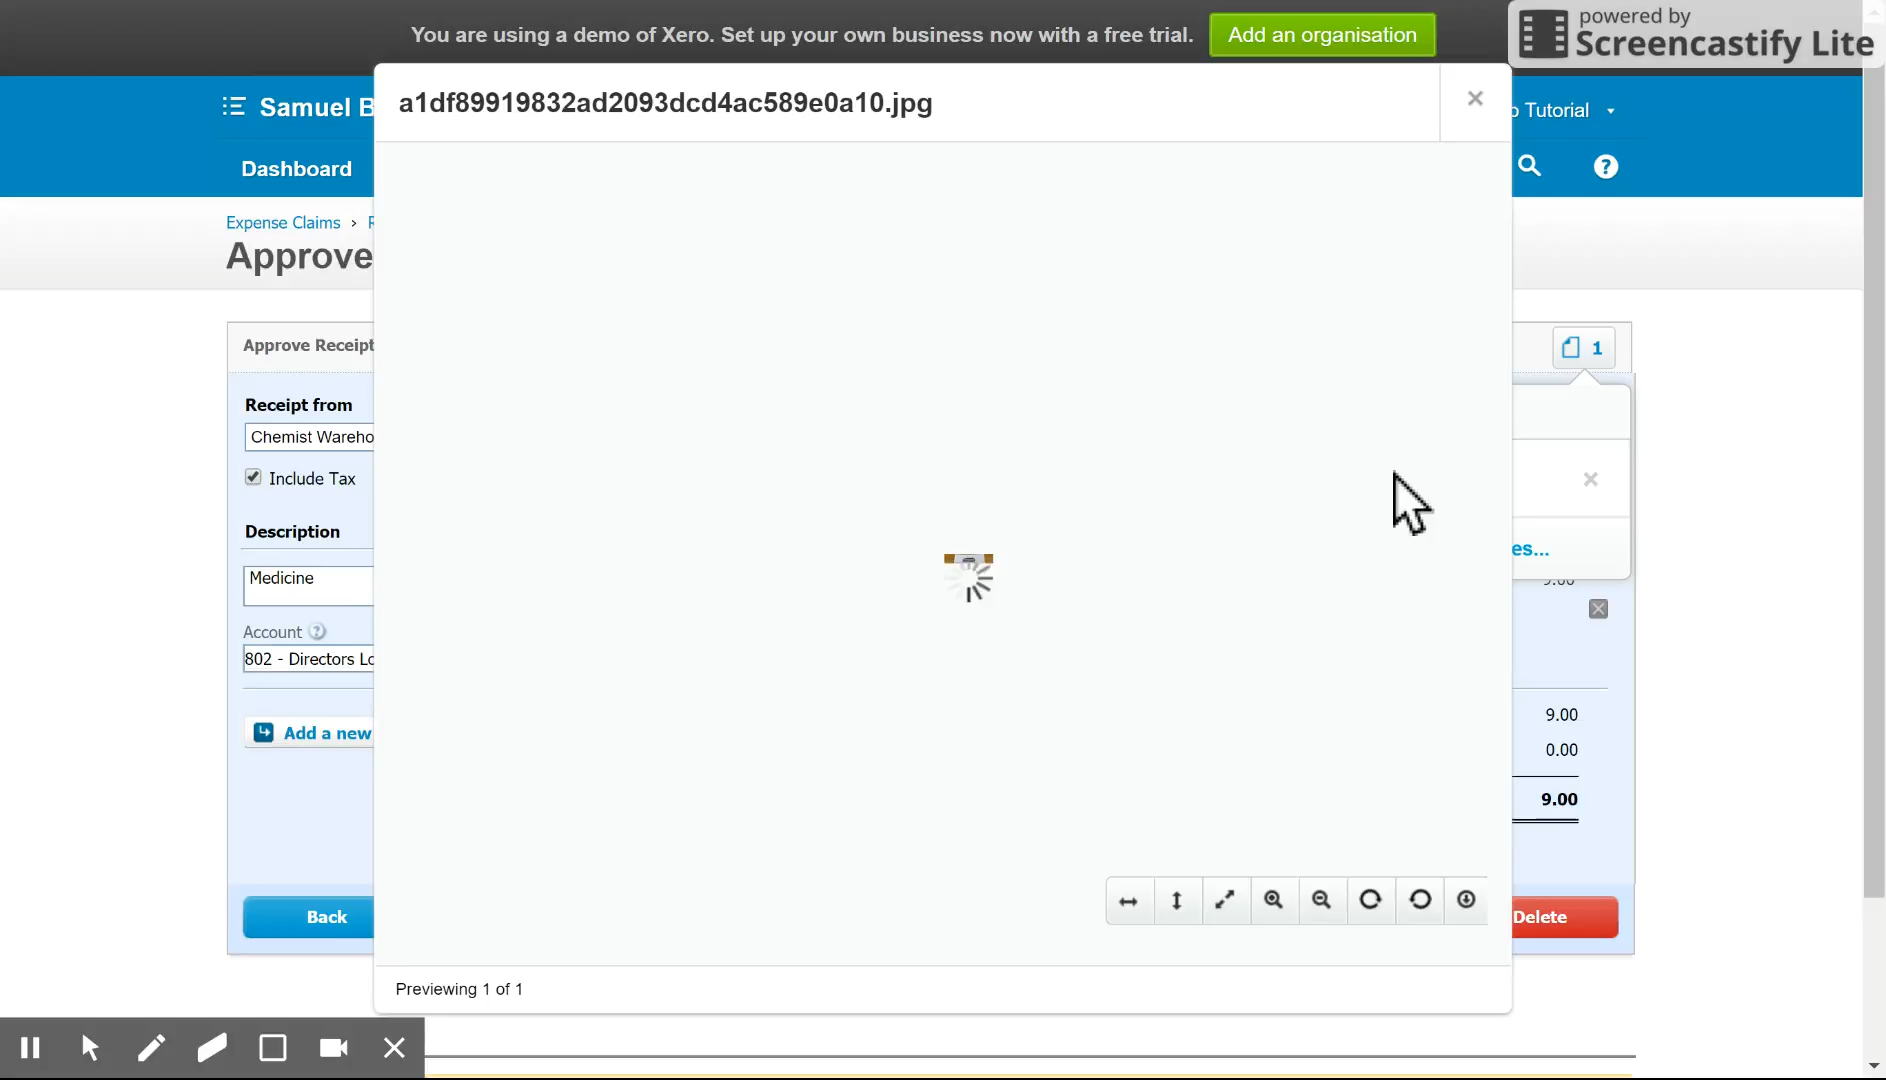 You are using a demo of Xero. Set up your own business now with a free trial.
Add an organisation
powered by
Screencastify Lite
a1df89919832ad2093dcd4ac589e0a10.jpg
Samuel B
Tutorial
Dashboard
?
Expense Claims ›
Approve
Approve Receipt
1
Receipt from
Chemist Wareho
Include Tax
Description
Medicine
es...
9.00
Account ?
802 - Directors Lo
Add a new
9.00
0.00
9.00
Back
Delete
Previewing 1 of 1